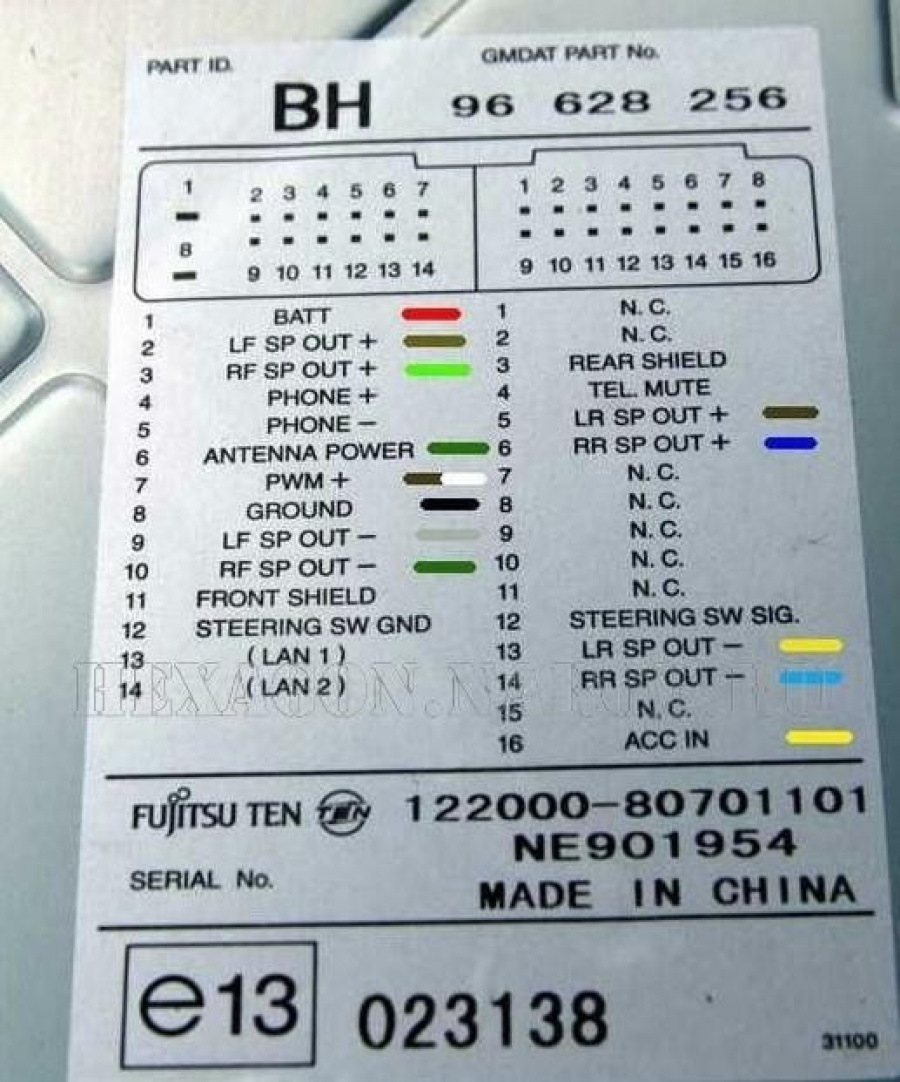 PART ID.
GMDAT PART No.
BH 96 628 256
1 2 3 4 5 6 7
8 9 10 11 12 13 14
1 2 3 4 5 6 7 8
9 10 11 12 13 14 15 16
1 BATT
2 LF SP OUT +
3 RF SP OUT +
4 PHONE +
5 PHONE −
6 ANTENNA POWER
7 PWM +
8 GROUND
9 LF SP OUT −
10 RF SP OUT −
11 FRONT SHIELD
12 STEERING SW GND
13 (LAN 1)
14 (LAN 2)
1 N. C.
2 N. C.
3 REAR SHIELD
4 TEL. MUTE
5 LR SP OUT +
6 RR SP OUT +
7 N. C.
8 N. C.
9 N. C.
10 N. C.
11 N. C.
12 STEERING SW SIG.
13 LR SP OUT −
14 RR SP OUT −
15 N. C.
16 ACC IN
FUJITSU TEN TEN 122000-80701101
NE901954
SERIAL No.
MADE IN CHINA
e13 023138
31100